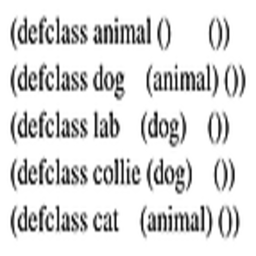 (defclass animal () ())
(defclass dog (animal) ())
(defclass lab (dog) ())
(defclass collie (dog) ())
(defclass cat (animal) ())